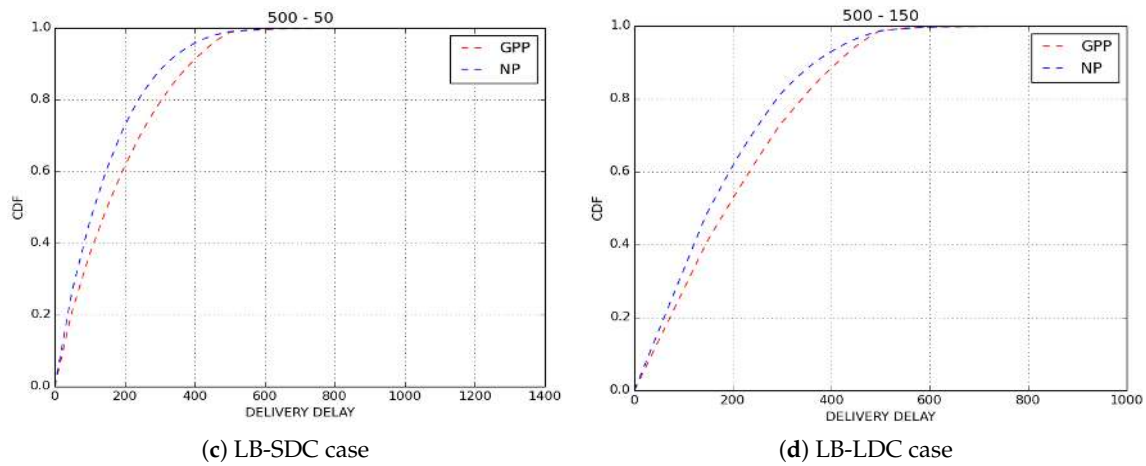 500 - 50
1.0
0.8
0.6
0.4
0.2
0.0
CDF
GPP
NP
0 200 400 600 800 1000 1200 1400
DELIVERY DELAY
(c) LB-SDC case
500 - 150
1.0
0.8
0.6
0.4
0.2
0.0
CDF
GPP
NP
0 200 400 600 800 1000
DELIVERY DELAY
(d) LB-LDC case